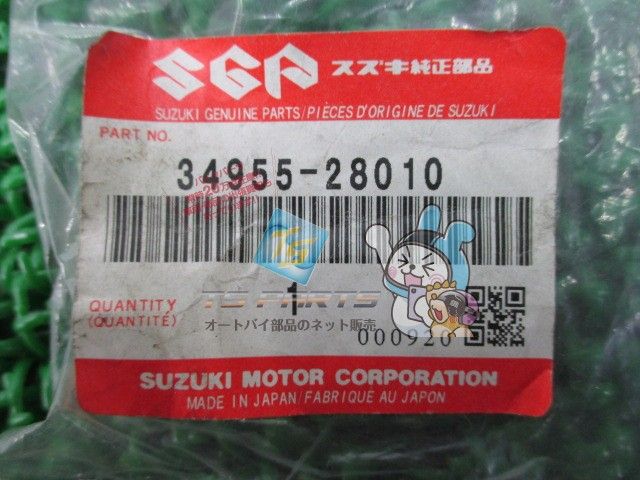 SGP スズキ純正部品
SUZUKI GENUINE PARTS/PIÈCES D'ORIGINE DE SUZUKI
PART NO.
34955-28010
TS PARTS
QUANTITY
(QUANTITÉ)
1
オートバイ部品のネット販売
000920
SUZUKI MOTOR CORPORATION
MADE IN JAPAN/FABRIQUE AU JAPON